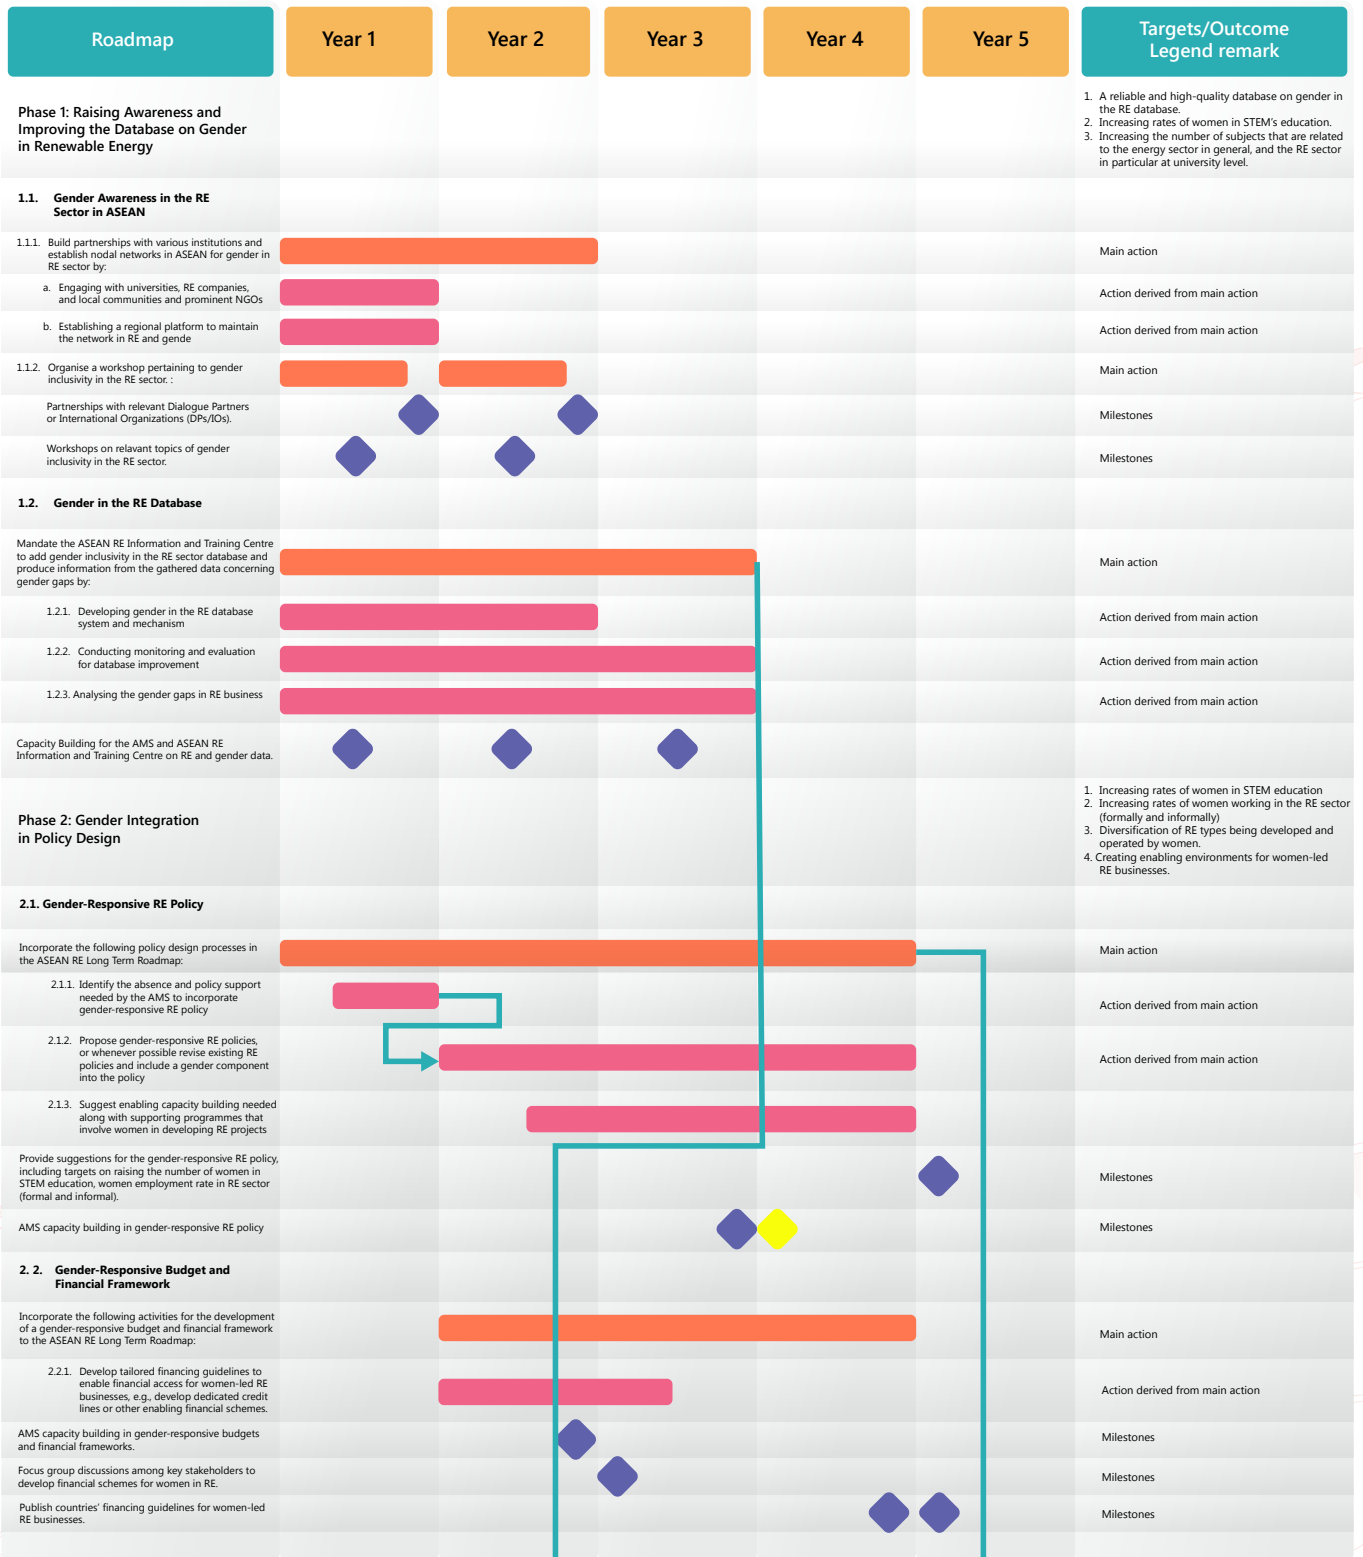 Roadmap
Year 1
Year 2
Year 3
Year 4
Year 5
Targets/Outcome
Legend remark
Phase 1: Raising Awareness and
Improving the Database on Gender
in Renewable Energy
1. A reliable and high-quality database on gender in
the RE database.
2. Increasing rates of women in STEM's education.
3. Increasing the number of subjects that are related
to the energy sector in general, and the RE sector
in particular at university level.
1.1. Gender Awareness in the RE
Sector in ASEAN
1.1.1. Build partnerships with various institutions and
establish nodal networks in ASEAN for gender in
RE sector by:
Main action
a. Engaging with universities, RE companies,
and local communities and prominent NGOs
Action derived from main action
b. Establishing a regional platform to maintain
the network in RE and gende
Action derived from main action
1.1.2. Organise a workshop pertaining to gender
inclusivity in the RE sector. :
Main action
Partnerships with relevant Dialogue Partners
or International Organizations (DPs/IOs).
Milestones
Workshops on relavant topics of gender
inclusivity in the RE sector.
Milestones
1.2. Gender in the RE Database
Mandate the ASEAN RE Information and Training Centre
to add gender inclusivity in the RE sector database and
produce information from the gathered data concerning
gender gaps by:
Main action
1.2.1. Developing gender in the RE database
system and mechanism
Action derived from main action
1.2.2. Conducting monitoring and evaluation
for database improvement
Action derived from main action
1.2.3. Analysing the gender gaps in RE business
Action derived from main action
Capacity Building for the AMS and ASEAN RE
Information and Training Centre on RE and gender data.
Phase 2: Gender Integration
in Policy Design
1. Increasing rates of women in STEM education
2. Increasing rates of women working in the RE sector
(formally and informally)
3. Diversification of RE types being developed and
operated by women.
4. Creating enabling environments for women-led
RE businesses.
2.1. Gender-Responsive RE Policy
Incorporate the following policy design processes in
the ASEAN RE Long Term Roadmap:
Main action
2.1.1. Identify the absence and policy support
needed by the AMS to incorporate
gender-responsive RE policy
Action derived from main action
2.1.2. Propose gender-responsive RE policies,
or whenever possible revise existing RE
policies and include a gender component
into the policy
Action derived from main action
2.1.3. Suggest enabling capacity building needed
along with supporting programmes that
involve women in developing RE projects
Provide suggestions for the gender-responsive RE policy,
including targets on raising the number of women in
STEM education, women employment rate in RE sector
(formal and informal).
Milestones
AMS capacity building in gender-responsive RE policy
Milestones
2. 2. Gender-Responsive Budget and
Financial Framework
Incorporate the following activities for the development
of a gender-responsive budget and financial framework
to the ASEAN RE Long Term Roadmap:
Main action
2.2.1. Develop tailored financing guidelines to
enable financial access for women-led RE
businesses, e.g., develop dedicated credit
lines or other enabling financial schemes.
Action derived from main action
AMS capacity building in gender-responsive budgets
and financial frameworks.
Milestones
Focus group discussions among key stakeholders to
develop financial schemes for women in RE.
Milestones
Publish countries' financing guidelines for women-led
RE businesses.
Milestones